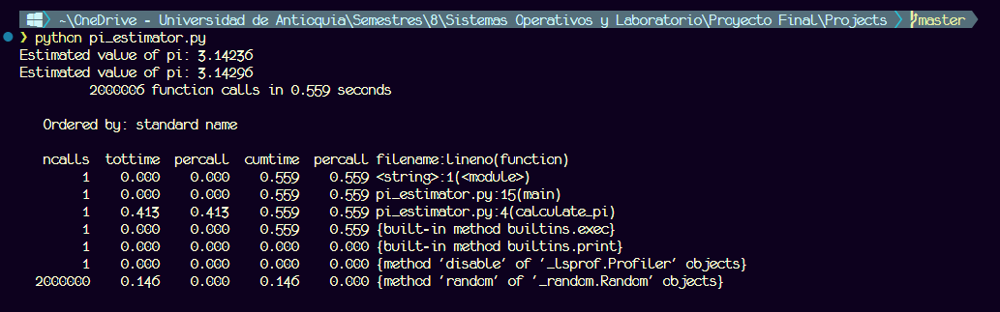 ~\OneDrive - Universidad de Antioquia\Semestres\8\Sistemas Operativos y Laboratorio\Proyecto Final\Projects master
❯ python pi_estimator.py
Estimated value of pi: 3.14236
Estimated value of pi: 3.14296
2000006 function calls in 0.559 seconds
Ordered by: standard name
ncalls tottime percall cumtime percall filename:lineno(function)
1 0.000 0.000 0.559 0.559 <string>:1(<module>)
1 0.000 0.000 0.559 0.559 pi_estimator.py:15(main)
1 0.413 0.413 0.559 0.559 pi_estimator.py:4(calculate_pi)
1 0.000 0.000 0.559 0.559 {built-in method builtins.exec}
1 0.000 0.000 0.000 0.000 {built-in method builtins.print}
1 0.000 0.000 0.000 0.000 {method 'disable' of '_lsprof.Profiler' objects}
2000000 0.146 0.000 0.146 0.000 {method 'random' of '_random.Random' objects}